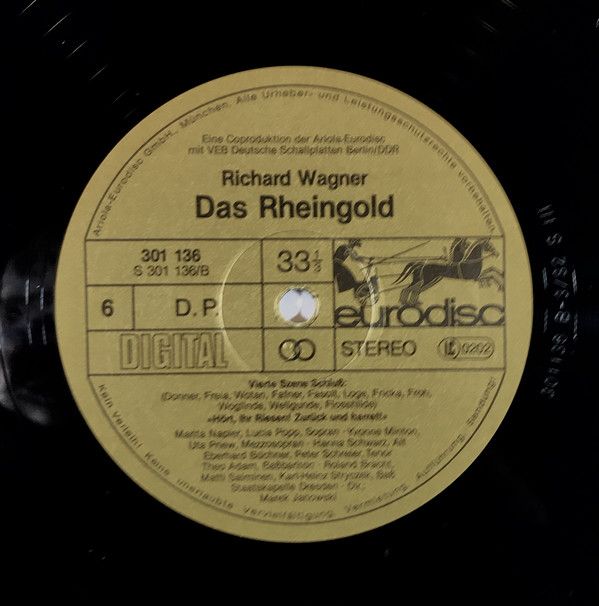 Ariola-Eurodisc GmbH., München. Alle Urheber- und Leistungsschutzrechte vorbehalten.
Eine Coproduktion der Ariola-Eurodisc
mit VEB Deutsche Schallplatten Berlin/DDR
Richard Wagner
Das Rheingold
301 136
S 301 136/B
33 1/3
6
D.P.
eurodisc
DIGITAL
STEREO
LC 0202
Vierte Szene Schluß:
(Donner, Freia, Wotan, Fafner, Fasolt, Loge, Fricka, Froh,
Woglinde, Wellgunde, Flosshilde)
»Hört, ihr Riesen! Zurück und harret!«
Marita Napier, Lucia Popp, Sopran · Yvonne Minton,
Uta Priew, Mezzosopran · Hanna Schwarz, Alt
Eberhard Büchner, Peter Schreier, Tenor
Theo Adam, Baßbariton · Roland Bracht,
Matti Salminen, Karl-Heinz Stryczek, Baß
Staatskapelle Dresden · Dir.:
Marek Janowski
Kein Verleih! Keine unerlaubte Vervielfältigung, Vermietung, Aufführung, Sendung!